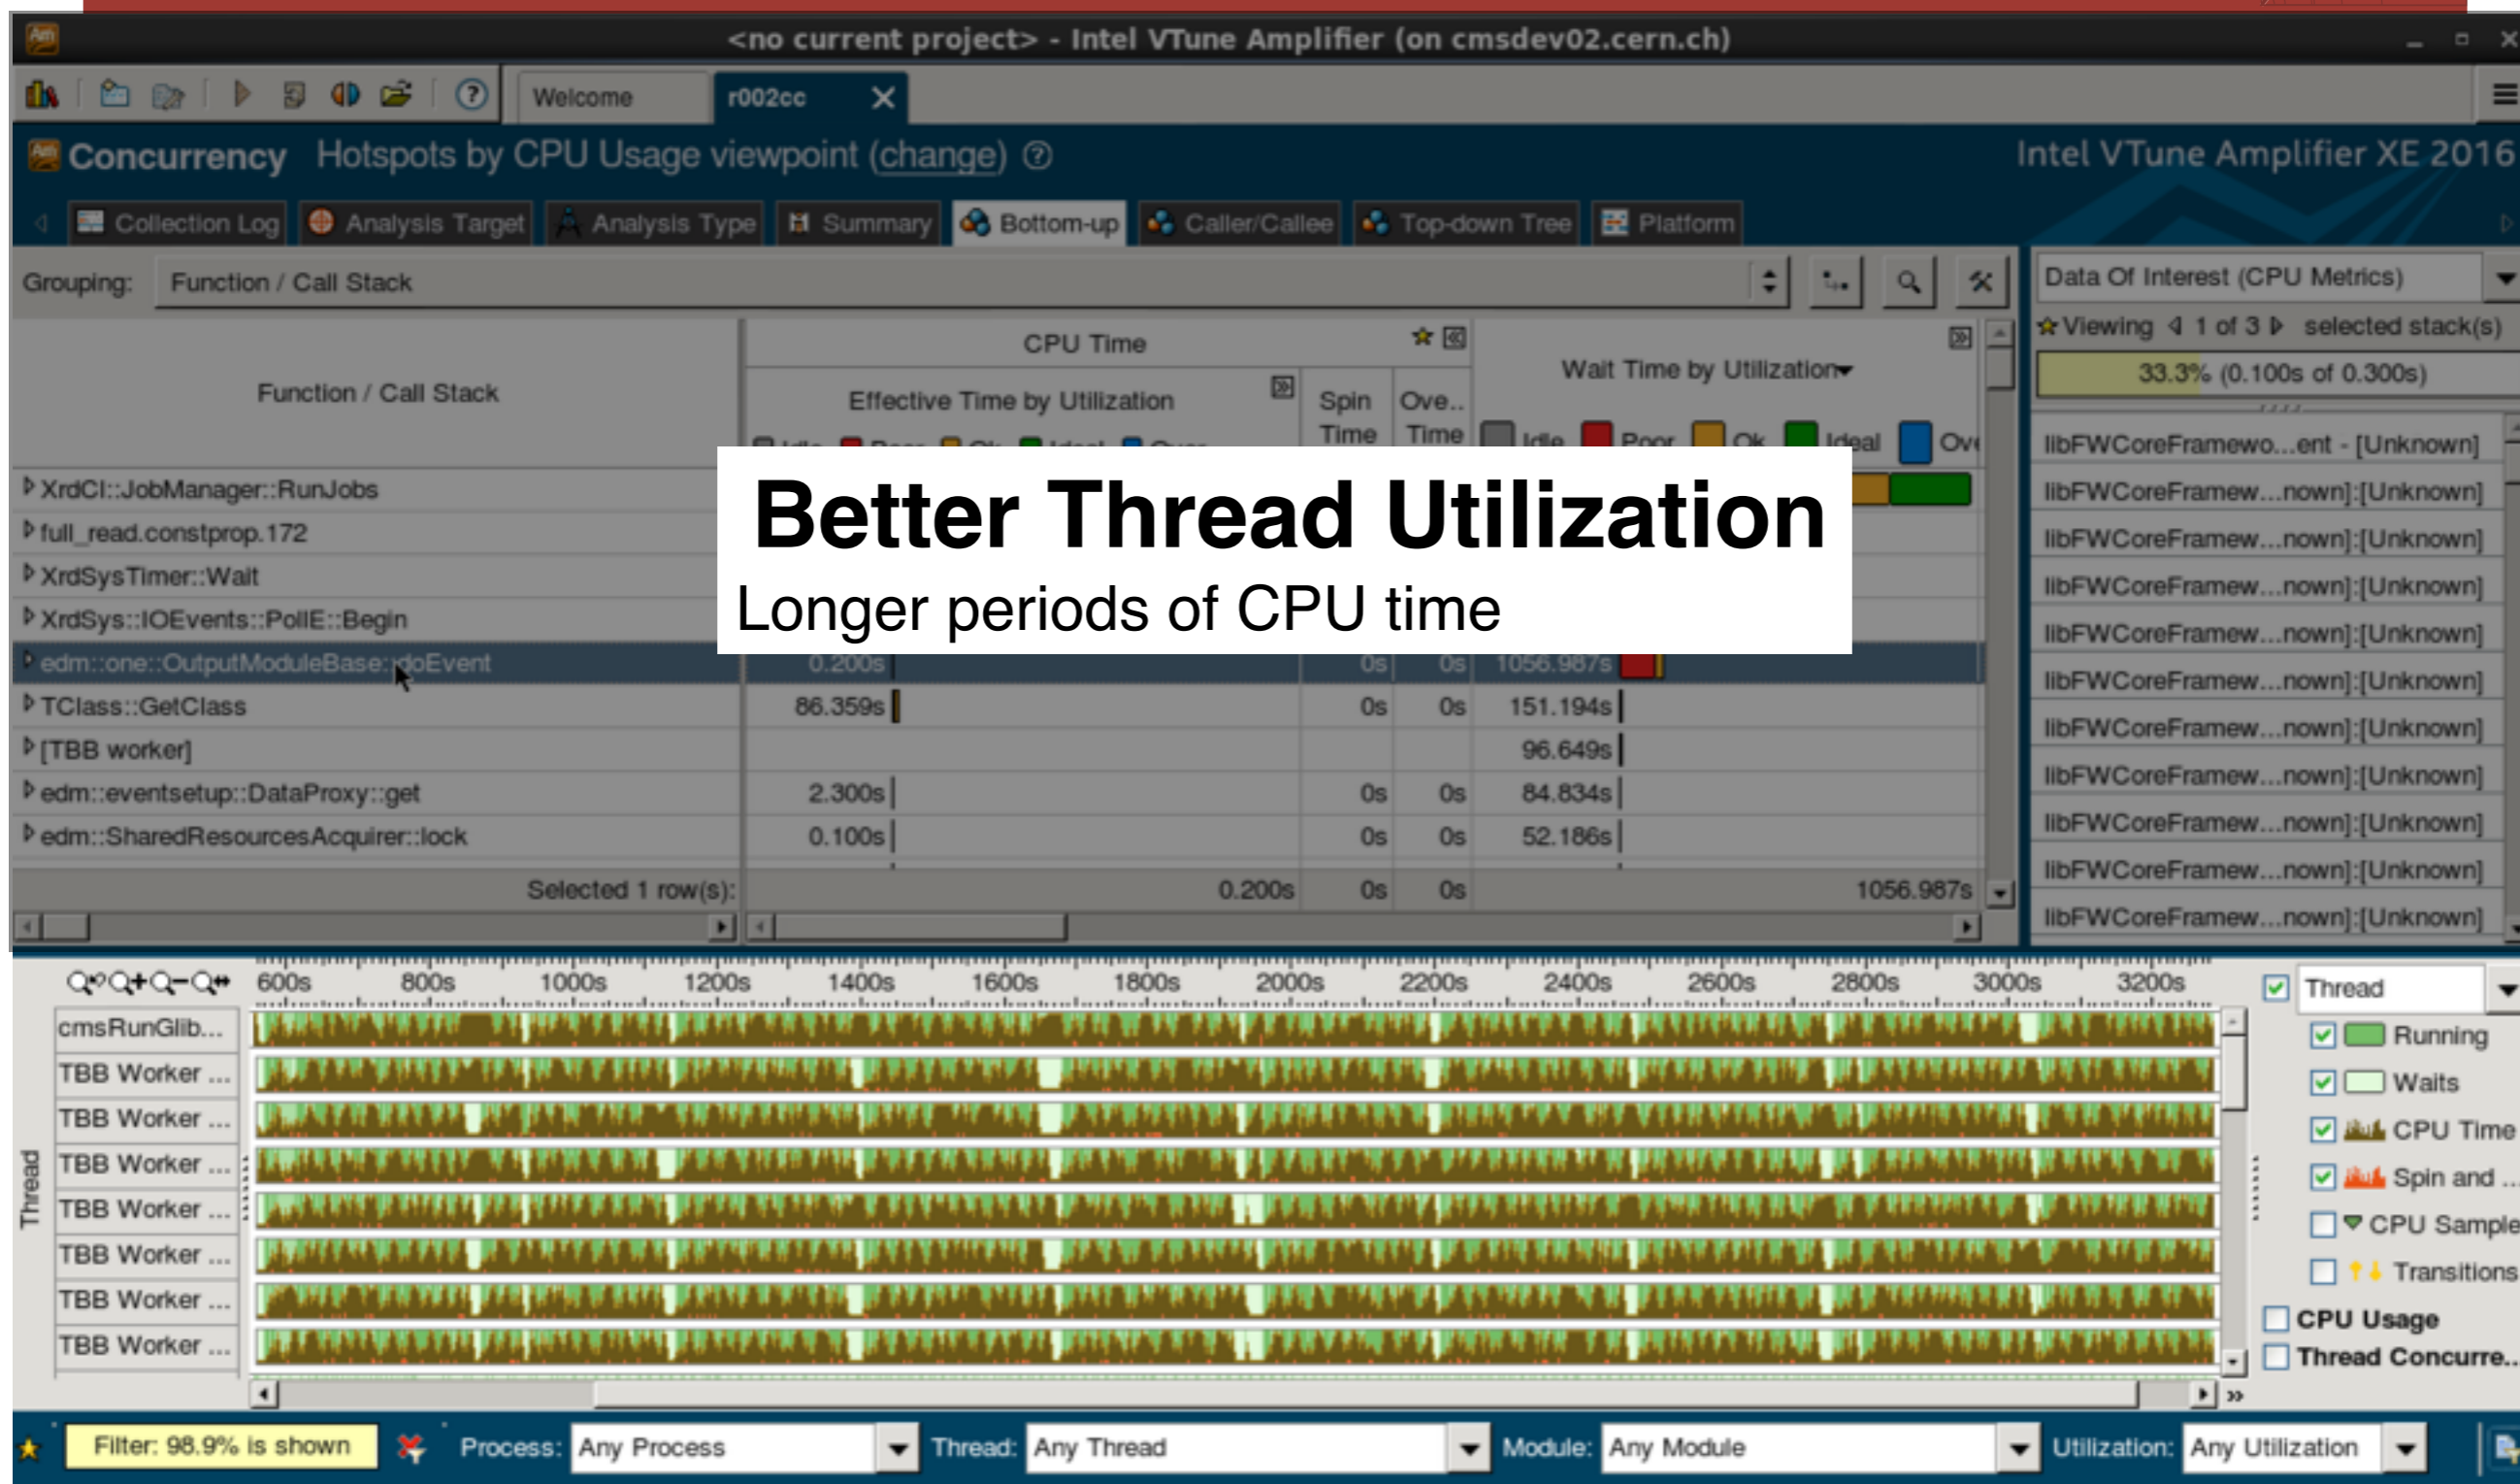 <no current project> - Intel VTune Amplifier (on cmsdev02.cern.ch)
Welcome
r002cc
Concurrency Hotspots by CPU Usage viewpoint (change)
Intel VTune Amplifier XE 2016
Collection Log
Analysis Target
Analysis Type
Summary
Bottom-up
Caller/Callee
Top-down Tree
Platform
Grouping: Function / Call Stack
Data Of Interest (CPU Metrics)
Viewing 1 of 3 selected stack(s)
33.3% (0.100s of 0.300s)
Function / Call Stack
CPU Time
Effective Time by Utilization
Spin Time
Ove.. Time
Wait Time by Utilization
Idle Poor Ok Ideal Over
Idle Poor Ok Ideal Ove
Better Thread Utilization
Longer periods of CPU time
XrdCl::JobManager::RunJobs
full_read.constprop.172
XrdSysTimer::Wait
XrdSys::IOEvents::PollE::Begin
edm::one::OutputModuleBase::doEvent 0.200s 0s 0s 1056.987s
TClass::GetClass 86.359s 0s 0s 151.194s
[TBB worker] 96.649s
edm::eventsetup::DataProxy::get 2.300s 0s 0s 84.834s
edm::SharedResourcesAcquirer::lock 0.100s 0s 0s 52.186s
Selected 1 row(s): 0.200s 0s 0s 1056.987s
libFWCoreFramewo...ent - [Unknown]
libFWCoreFramew...nown]:[Unknown]
libFWCoreFramew...nown]:[Unknown]
libFWCoreFramew...nown]:[Unknown]
libFWCoreFramew...nown]:[Unknown]
libFWCoreFramew...nown]:[Unknown]
libFWCoreFramew...nown]:[Unknown]
libFWCoreFramew...nown]:[Unknown]
libFWCoreFramew...nown]:[Unknown]
libFWCoreFramew...nown]:[Unknown]
libFWCoreFramew...nown]:[Unknown]
600s 800s 1000s 1200s 1400s 1600s 1800s 2000s 2200s 2400s 2600s 2800s 3000s 3200s
Thread
cmsRunGlib...
TBB Worker ...
TBB Worker ...
TBB Worker ...
TBB Worker ...
TBB Worker ...
TBB Worker ...
TBB Worker ...
Thread
Running
Waits
CPU Time
Spin and ...
CPU Sample
Transitions
CPU Usage
Thread Concurre...
Filter: 98.9% is shown
Process: Any Process
Thread: Any Thread
Module: Any Module
Utilization: Any Utilization